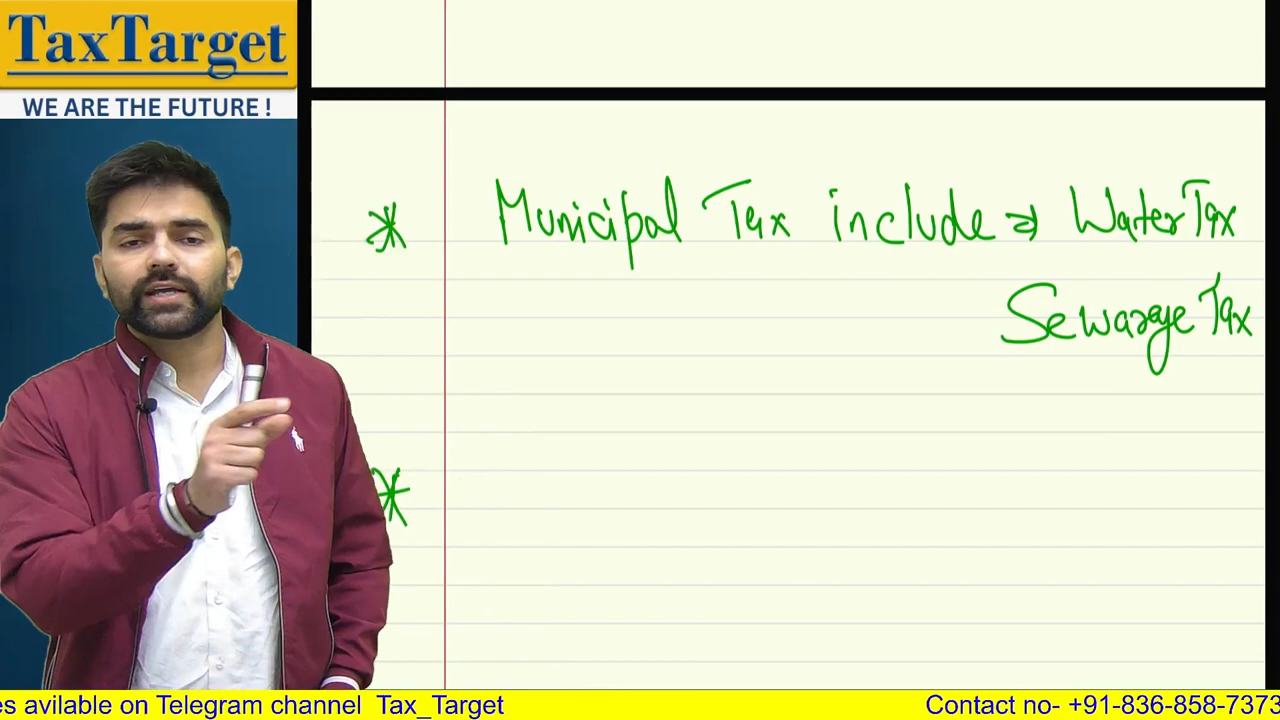 TaxTarget
WE ARE THE FUTURE !
* Municipal Tax include ⇒ Water Tax
Sewarage Tax
*
es avilable on Telegram channel Tax_Target
Contact no- +91-836-858-7373